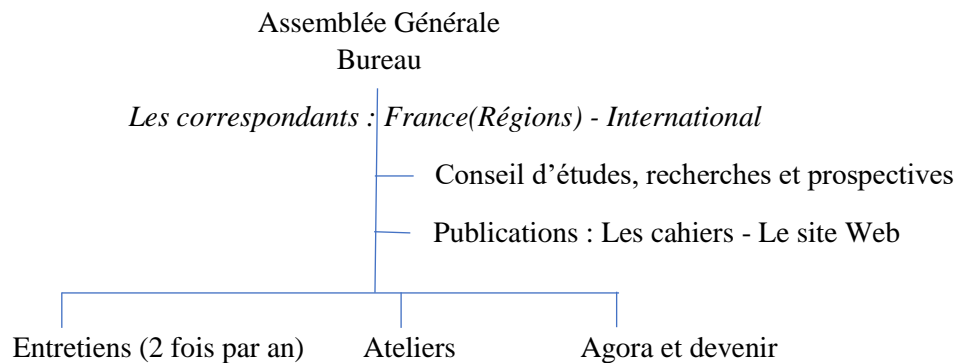 Assemblée Générale
Bureau
Les correspondants : France(Régions) - International
Conseil d’études, recherches et prospectives
Publications : Les cahiers - Le site Web
Entretiens (2 fois par an) Ateliers Agora et devenir